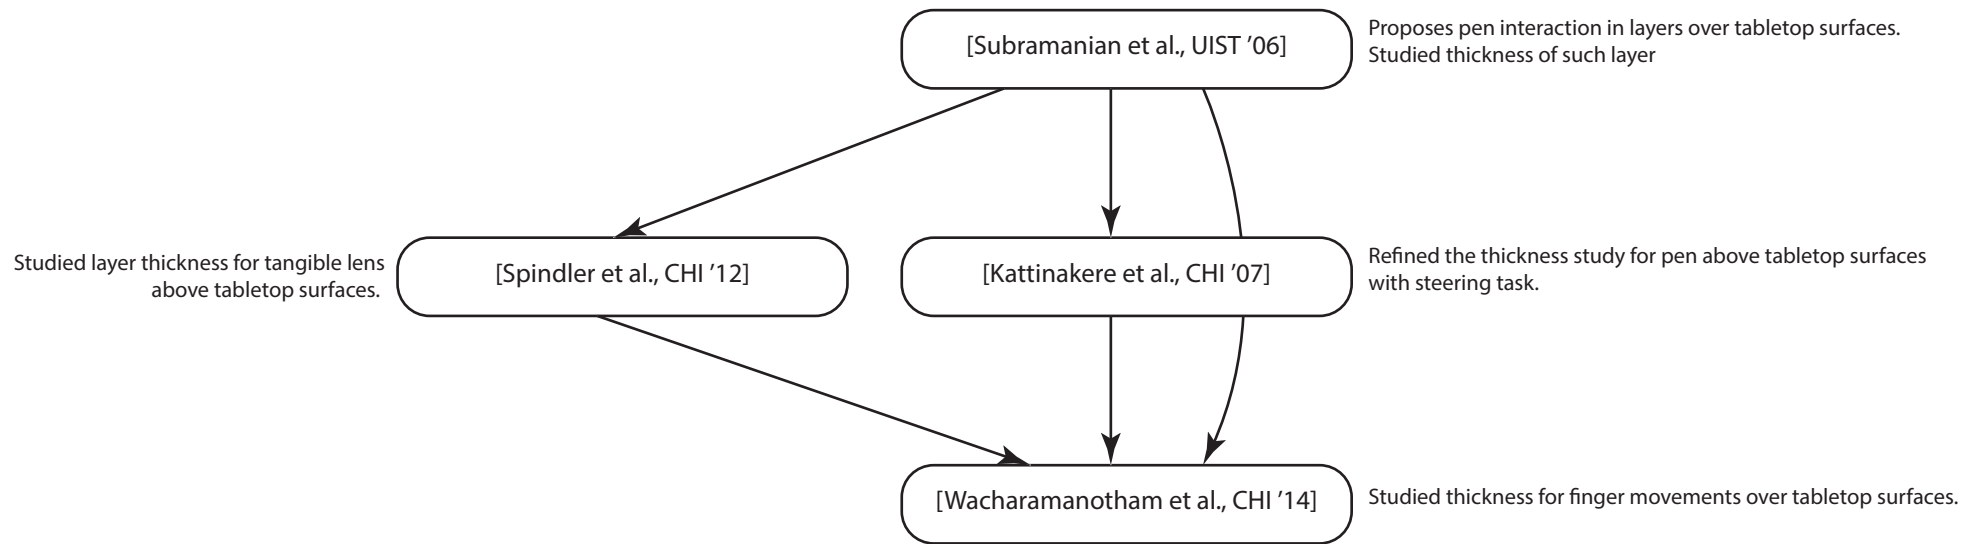 [Subramanian et al., UIST ’06]
Proposes pen interaction in layers over tabletop surfaces.
Studied thickness of such layer
Studied layer thickness for tangible lens
above tabletop surfaces.
[Spindler et al., CHI ’12]
[Kattinakere et al., CHI ’07]
Refined the thickness study for pen above tabletop surfaces
with steering task.
[Wacharamanotham et al., CHI ’14]
Studied thickness for finger movements over tabletop surfaces.